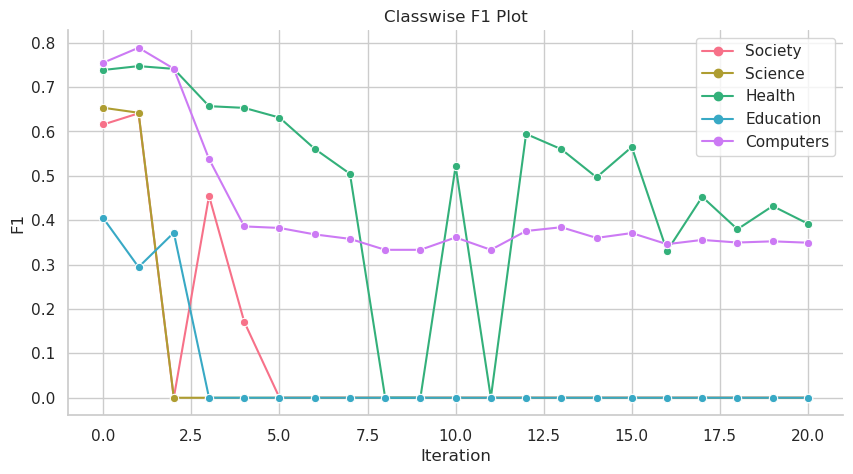 Classwise F1 Plot
Society
Science
Health
Education
Computers
F1
0.8
0.7
0.6
0.5
0.4
0.3
0.2
0.1
0.0
0.0 2.5 5.0 7.5 10.0 12.5 15.0 17.5 20.0
Iteration